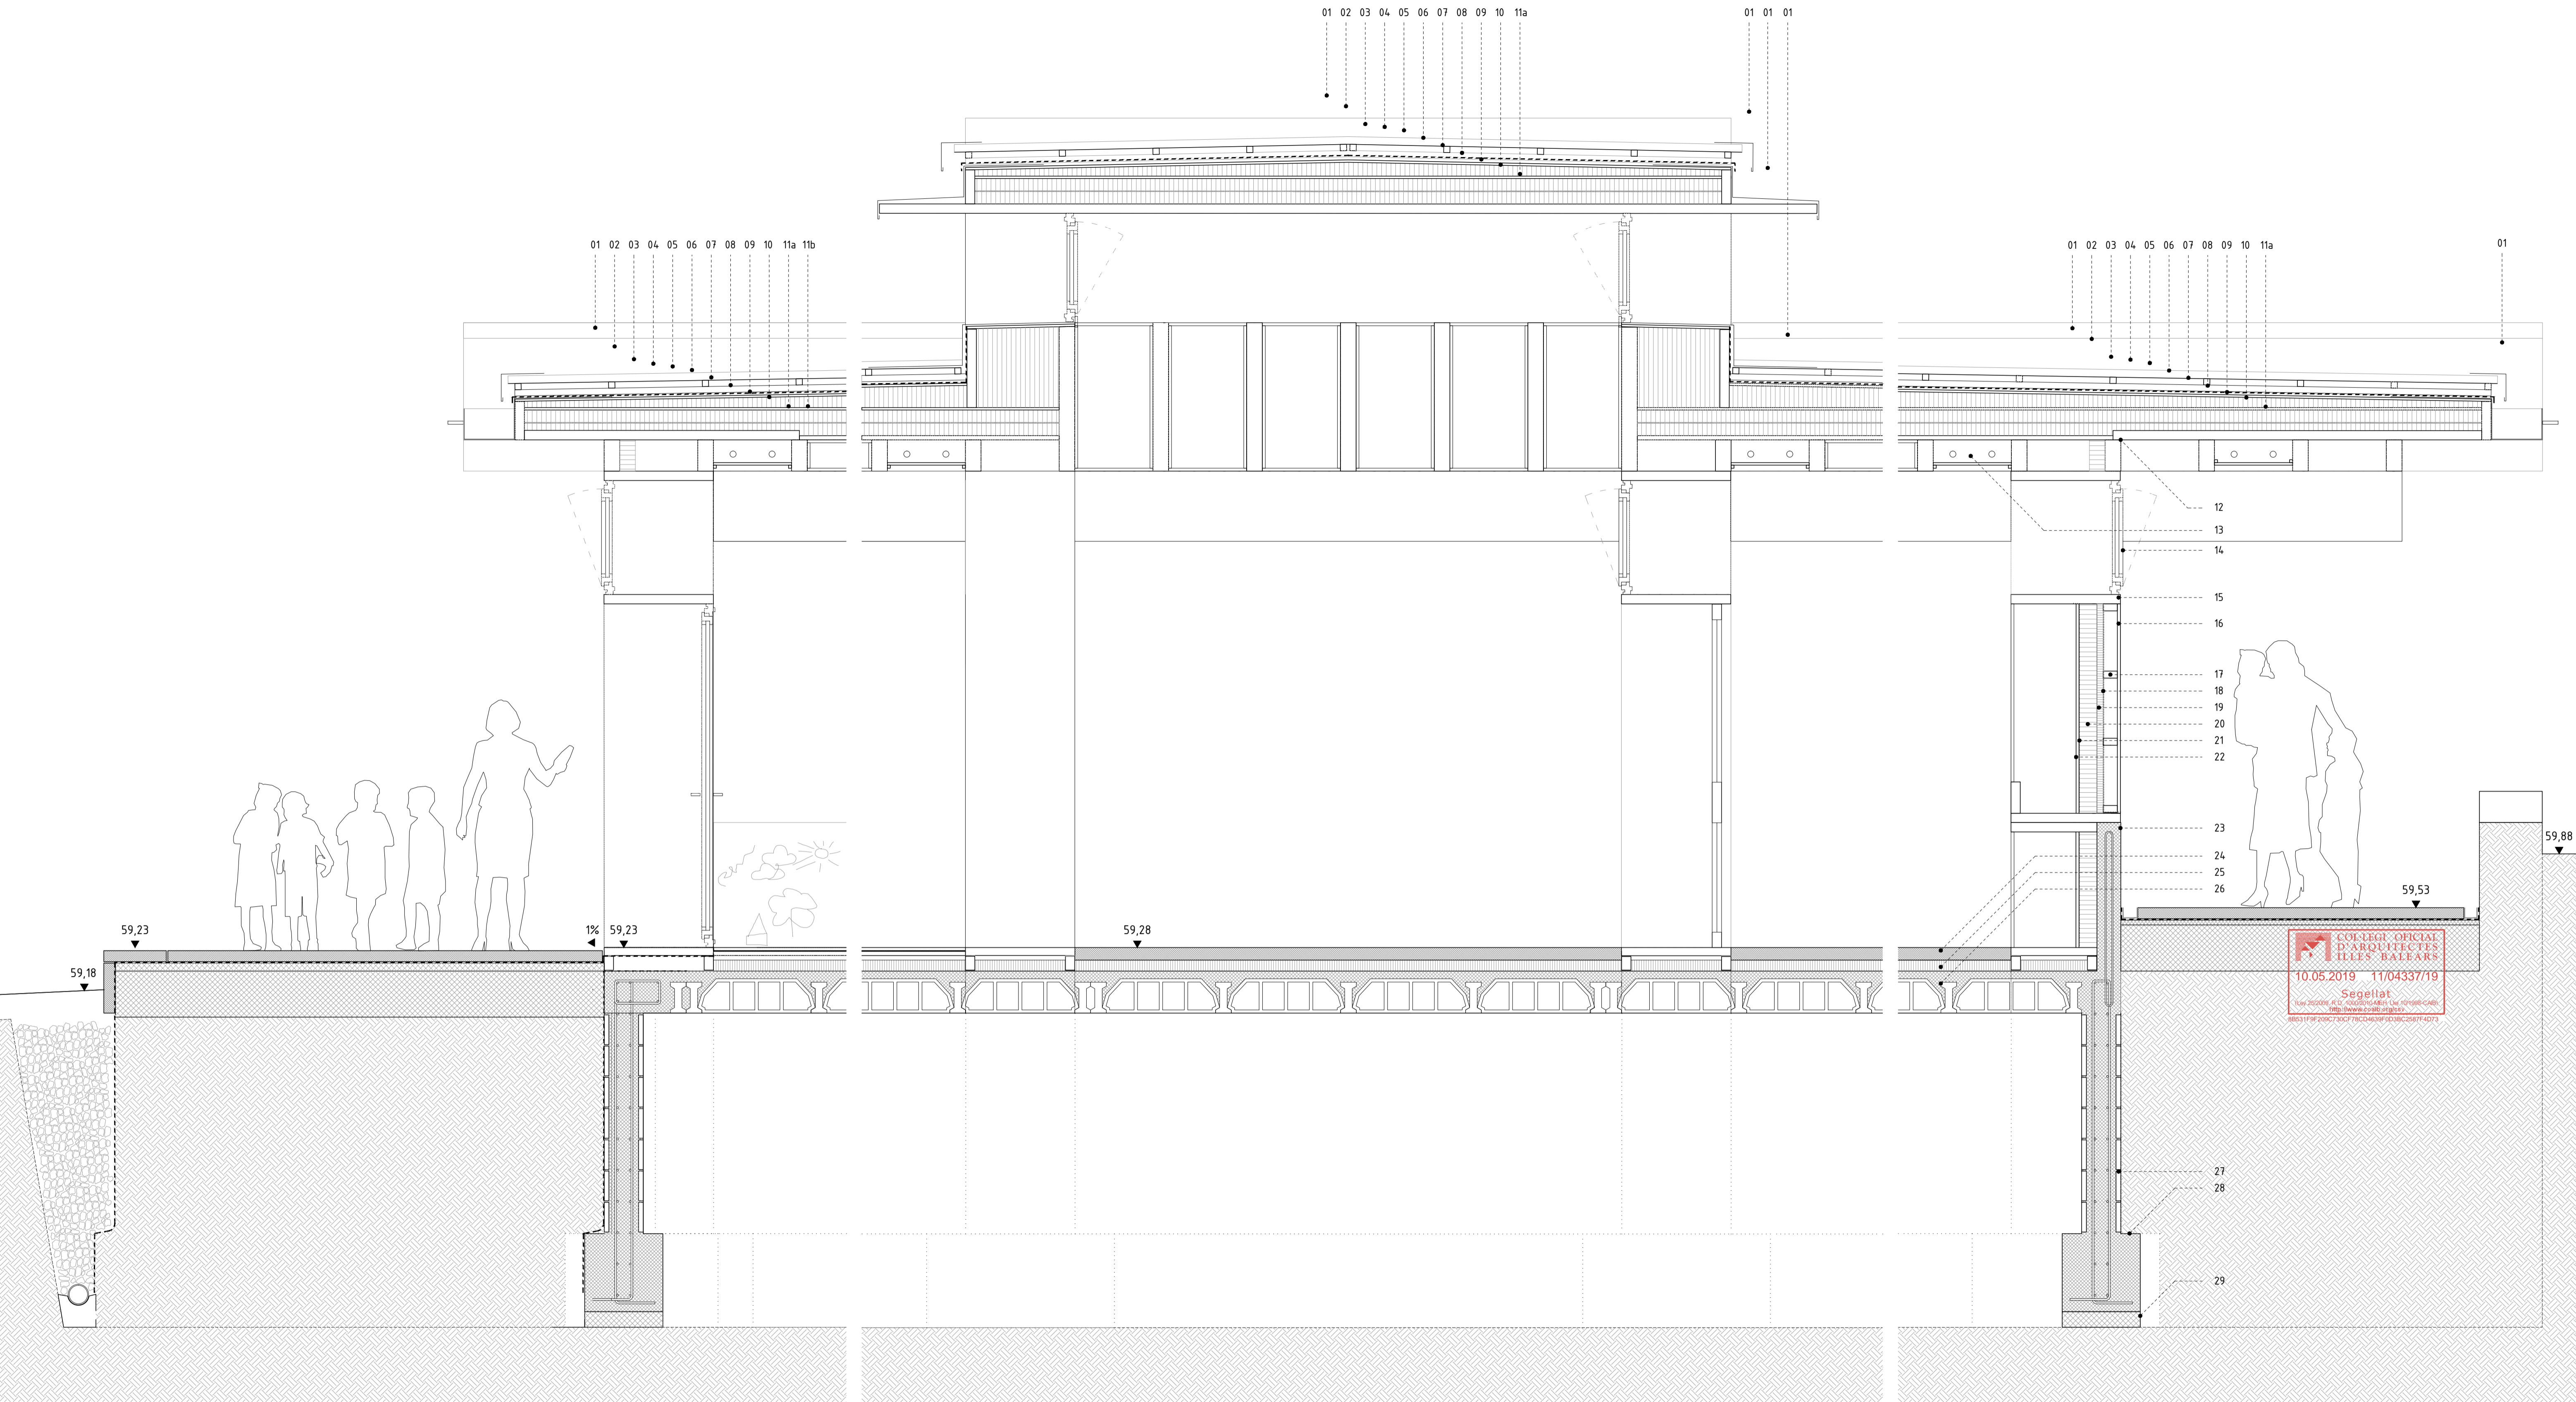 01 02 03 04 05 06 07 08 09 10 11a 01 01 01
01 02 03 04 05 06 07 08 09 10 11a 11b
01 02 03 04 05 06 07 08 09 10 11a 01
12
13
14
15
16
17
18
19
20
21
22
23
59,88
24
25
26
59,53
59,23 1% 59,23 59,28
59,18
COL·LEGI OFICIAL
D'ARQUITECTES
ILLES BALEARS
10.05.2019 11/04337/19
Segellat
http://www.coaib.org/csv
27
28
29